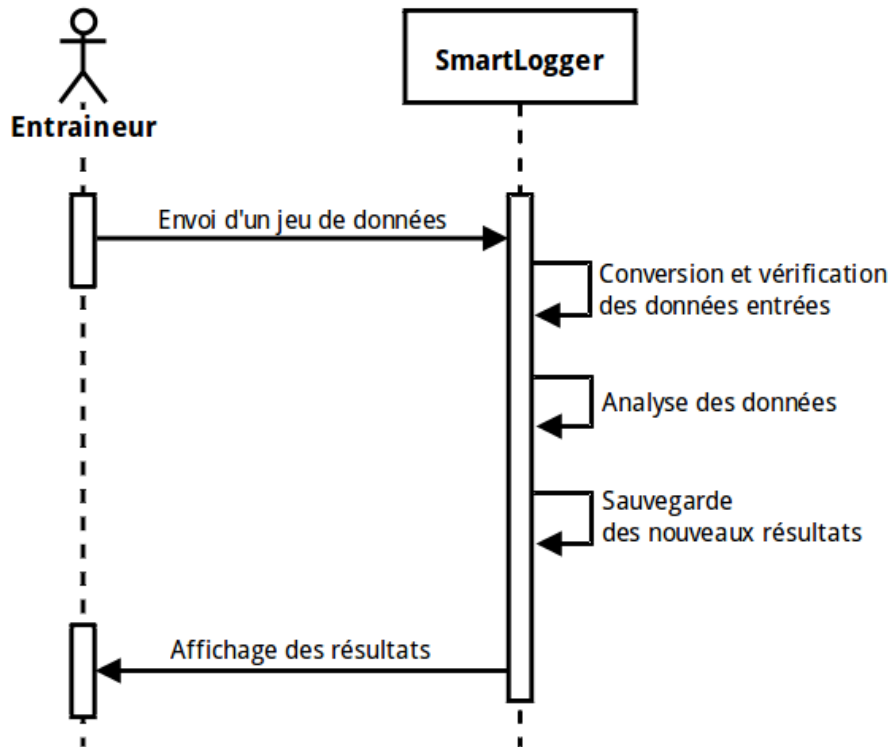 SmartLogger
Entraineur
Envoi d'un jeu de données
Conversion et vérification
des données entrées
Analyse des données
Sauvegarde
des nouveaux résultats
Affichage des résultats